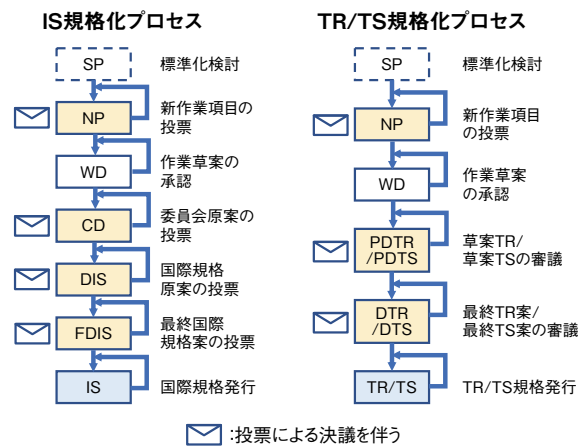 IS規格化プロセス
SP
標準化検討
NP
新作業項目の
投票
WD
作業草案の
承認
CD
委員会原案の
投票
DIS
国際規格
原案の投票
FDIS
最終国際
規格案の投票
IS
国際規格発行
TR/TS規格化プロセス
SP
標準化検討
NP
新作業項目
の投票
WD
作業草案
の承認
PDTR
/PDTS
草案TR/
草案TSの審議
DTR
/DTS
最終TR案/
最終TS案の審議
TR/TS
TR/TS規格発行
:投票による決議を伴う